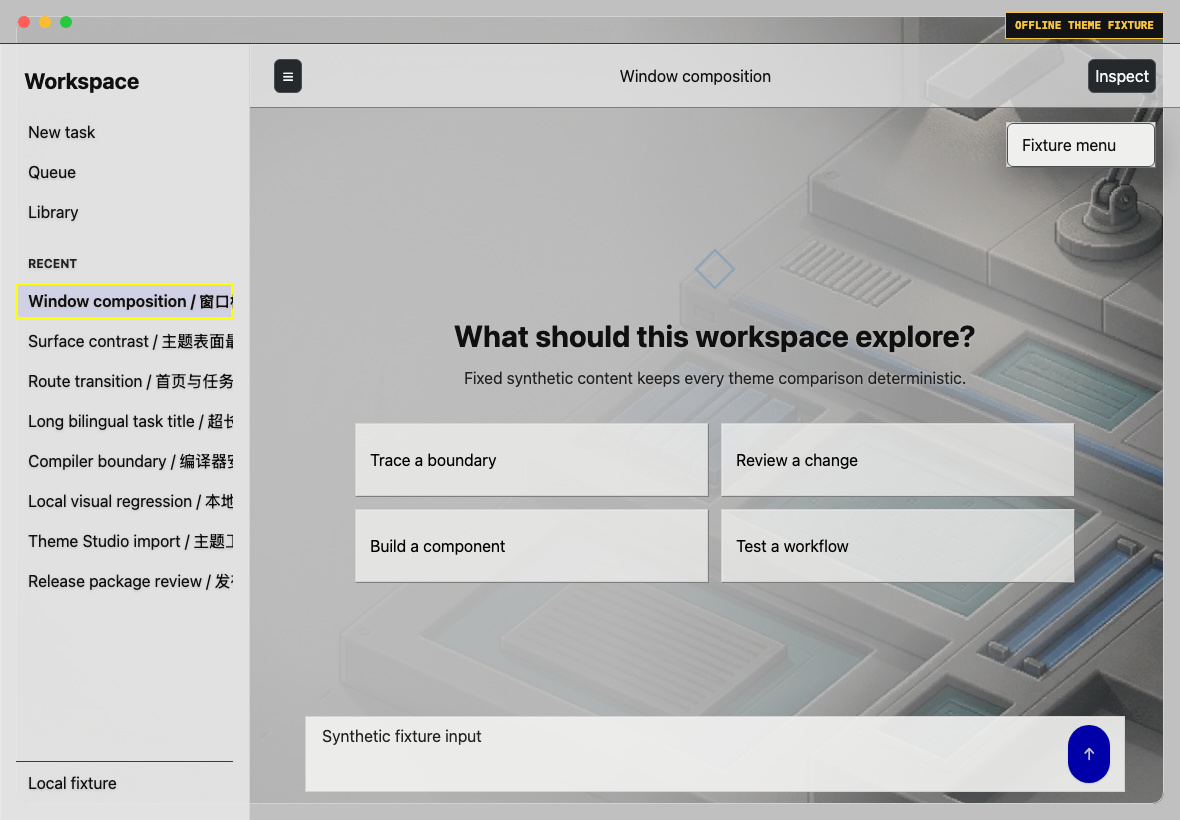 OFFLINE THEME FIXTURE
Workspace
Window composition
Inspect
New task
Queue
Library
Fixture menu
RECENT
Window composition / 窗口
Surface contrast / 主题表面
Route transition / 首页与任务
Long bilingual task title / 超长
Compiler boundary / 编译器
Local visual regression / 本地
Theme Studio import / 主题
Release package review / 发
Local fixture
What should this workspace explore?
Fixed synthetic content keeps every theme comparison deterministic.
Trace a boundary
Review a change
Build a component
Test a workflow
Synthetic fixture input